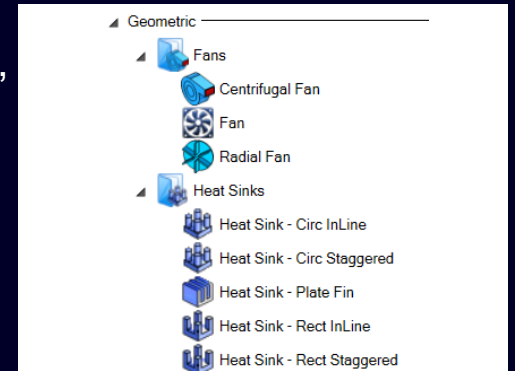 Geometric
Fans
Centrifugal Fan
Fan
Radial Fan
Heat Sinks
Heat Sink - Circ InLine
Heat Sink - Circ Staggered
Heat Sink - Plate Fin
Heat Sink - Rect InLine
Heat Sink - Rect Staggered